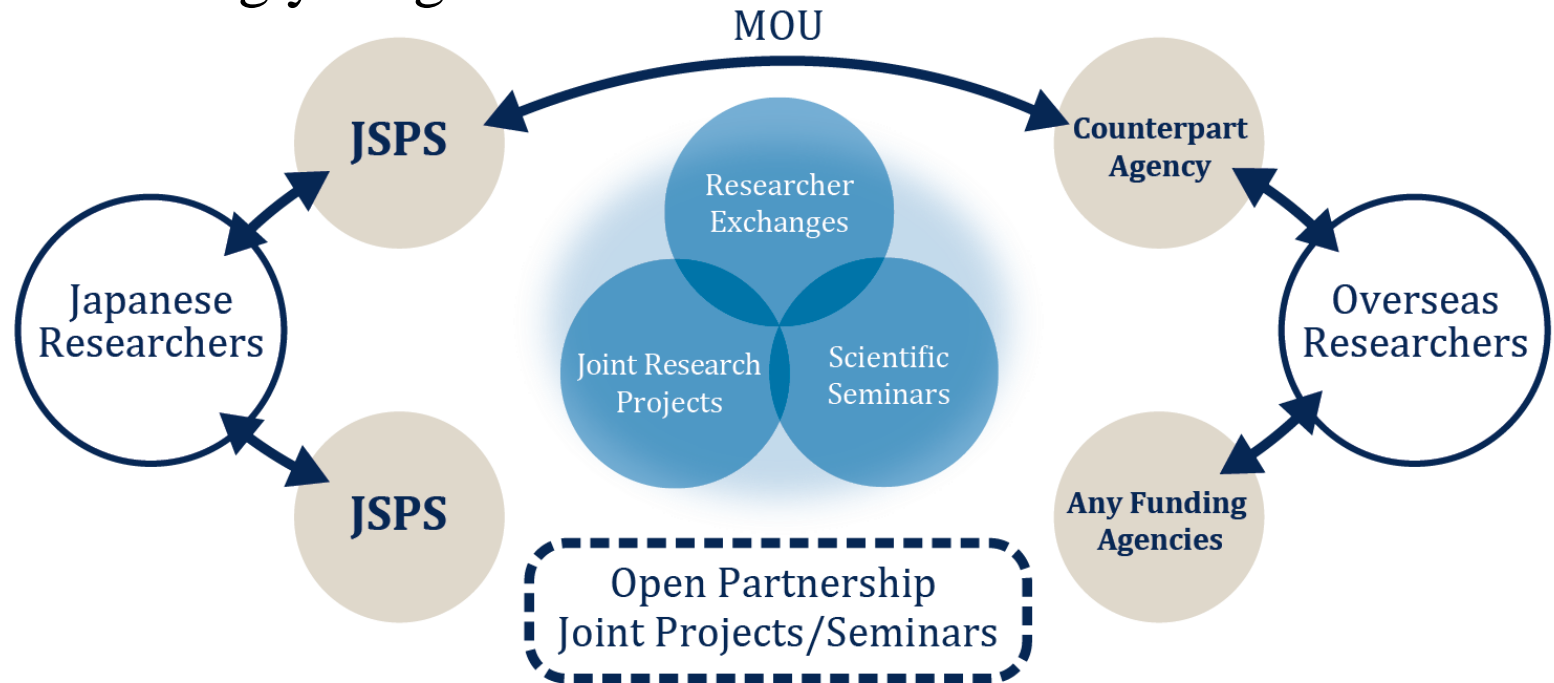 MOU
JSPS
Counterpart
Agency
Researcher
Exchanges
Japanese
Researchers
Overseas
Researchers
Joint Research
Projects
Scientific
Seminars
JSPS
Any Funding
Agencies
Open Partnership
Joint Projects/Seminars